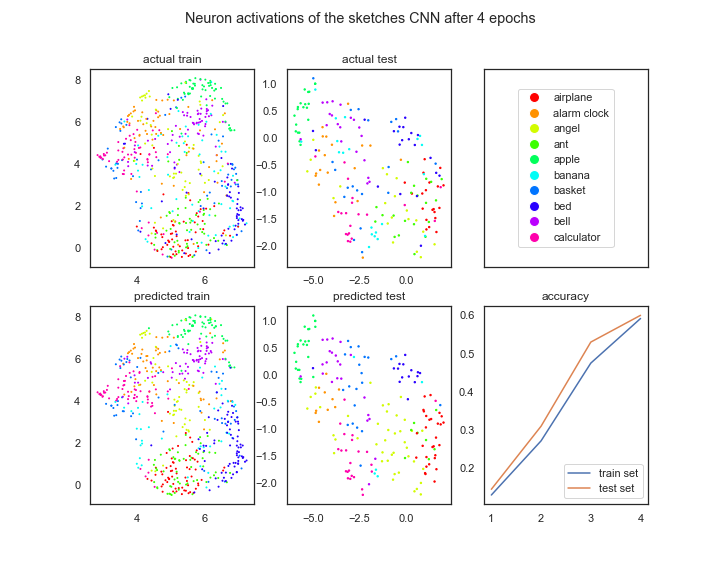 Neuron activations of the sketches CNN after 4 epochs
actual train
8
6
4
2
0
4 6
actual test
1.0
0.5
0.0
−0.5
−1.0
−1.5
−2.0
−5.0 −2.5 0.0
airplane
alarm clock
angel
ant
apple
banana
basket
bed
bell
calculator
predicted train
8
6
4
2
0
4 6
predicted test
1.0
0.5
0.0
−0.5
−1.0
−1.5
−2.0
−5.0 −2.5 0.0
accuracy
0.6
0.5
0.4
0.3
0.2
train set
test set
1 2 3 4